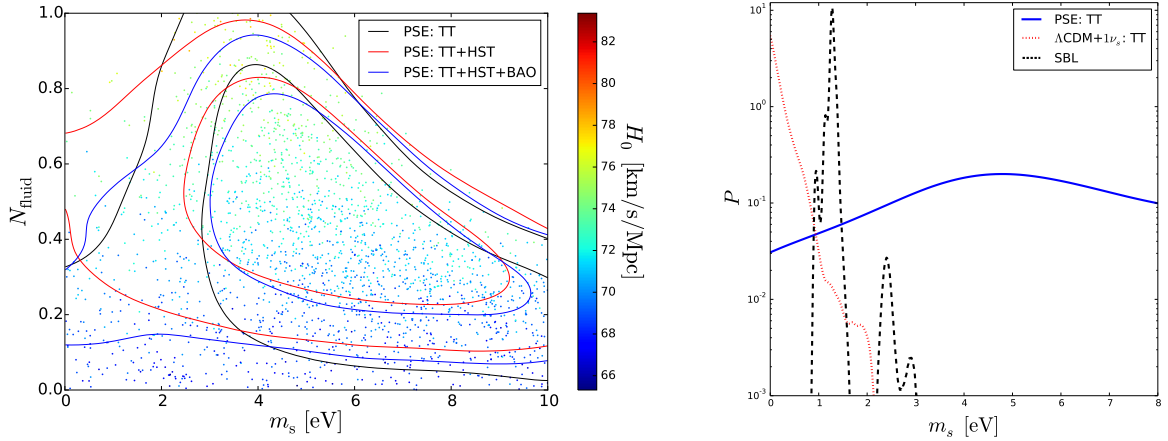 PSE: TT
PSE: TT+HST
PSE: TT+HST+BAO
1.0
0.8
0.6
0.4
0.2
0.0
N_fluid
0 2 4 6 8 10
m_s [eV]
82
80
78
76
74
72
70
68
66
H_0 [km/s/Mpc]
PSE: TT
ΛCDM+1ν_s: TT
SBL
10^1
10^0
10^-1
10^-2
10^-3
P
0 1 2 3 4 5 6 7 8
m_s [eV]